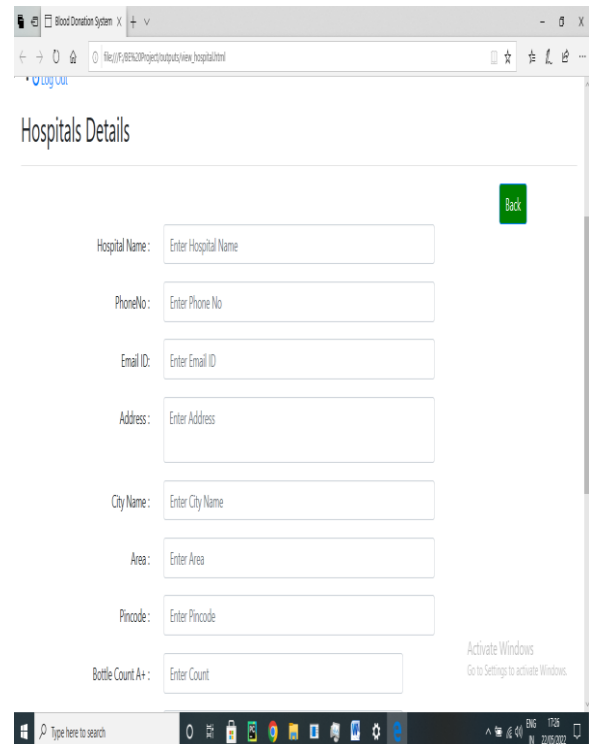 Blood Donation System
file:///F:/BE%20Project/outputs/view_hospital.html
Log Out
Hospitals Details
Back
Hospital Name : Enter Hospital Name
PhoneNo : Enter Phone No
Email ID: Enter Email ID
Address : Enter Address
City Name : Enter City Name
Area : Enter Area
Pincode : Enter Pincode
Bottle Count A+ : Enter Count
Activate Windows
Go to Settings to activate Windows.
Type here to search
ENG 17:26
IN 22/05/2022